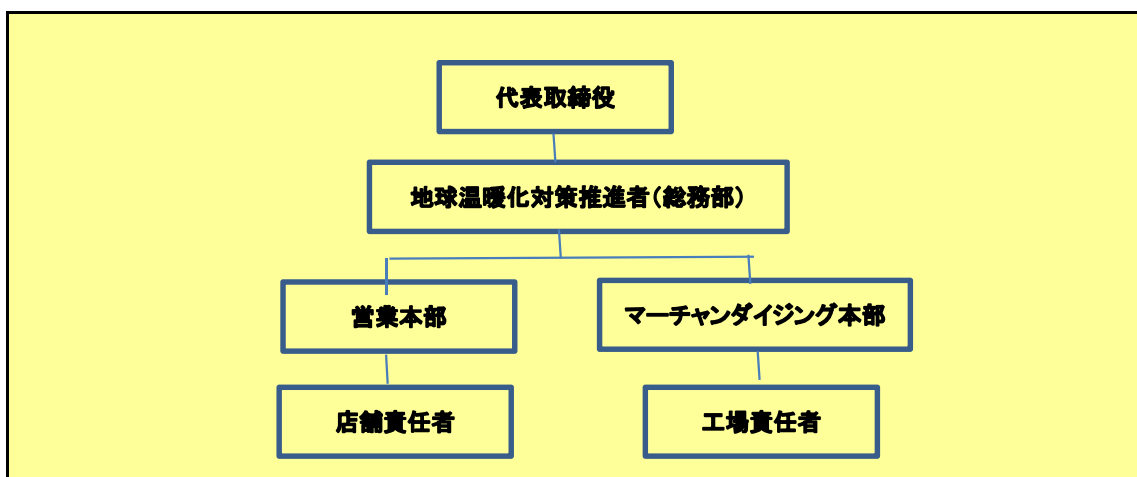 代表取締役
地球温暖化対策推進者（総務部）
営業本部
マーチャンダイジング本部
店舗責任者
工場責任者